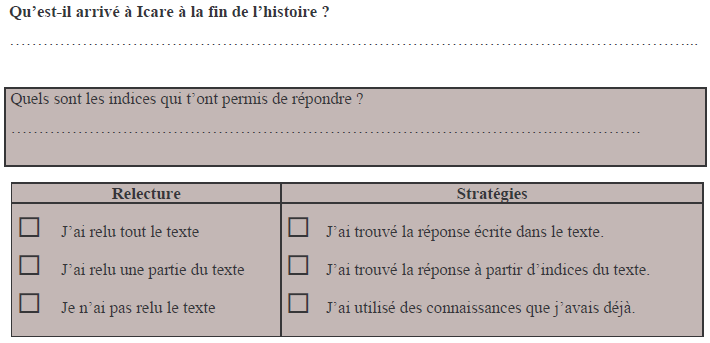 Qu’est-il arrivé à Icare à la fin de l’histoire ?
……………………………………………………………………….……………………………...
Quels sont les indices qui t’ont permis de répondre ?
………………………………………………………………………………….…………….
Relecture Stratégies
☐ J’ai relu tout le texte ☐ J’ai trouvé la réponse écrite dans le texte.
☐ J’ai relu une partie du texte ☐ J’ai trouvé la réponse à partir d’indices du texte.
☐ Je n’ai pas relu le texte ☐ J’ai utilisé des connaissances que j’avais déjà.